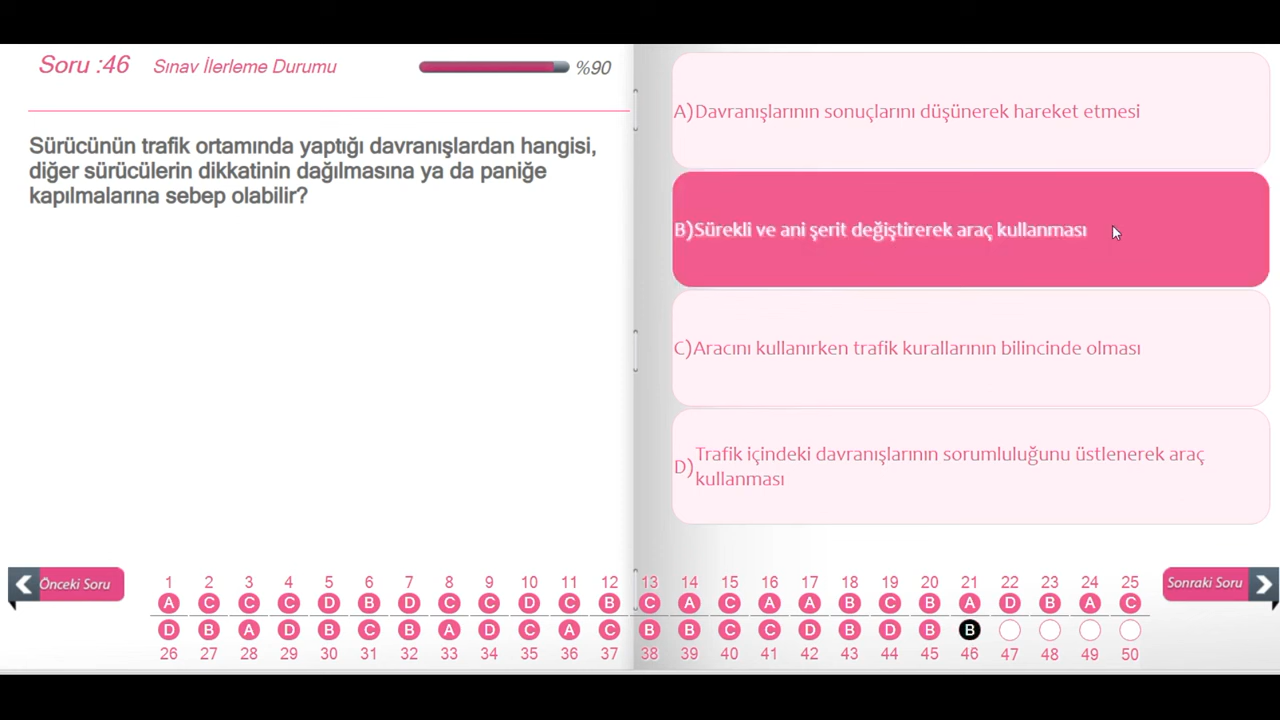 Soru :46 Sınav İlerleme Durumu %90
Sürücünün trafik ortamında yaptığı davranışlardan hangisi,
diğer sürücülerin dikkatinin dağılmasına ya da paniğe
kapılmalarına sebep olabilir?
A)Davranışlarının sonuçlarını düşünerek hareket etmesi
B)Sürekli ve ani şerit değiştirerek araç kullanması
C)Aracını kullanırken trafik kurallarının bilincinde olması
D)Trafik içindeki davranışlarının sorumluluğunu üstlenerek araç
kullanması
Önceki Soru
1 2 3 4 5 6 7 8 9 10 11 12 13 14 15 16 17 18 19 20 21 22 23 24 25
A C C C D B D C C D C B C A C A A B C B A D B A C
D B A D B C B A D C A C B B C C D B D B B
26 27 28 29 30 31 32 33 34 35 36 37 38 39 40 41 42 43 44 45 46 47 48 49 50
Sonraki Soru